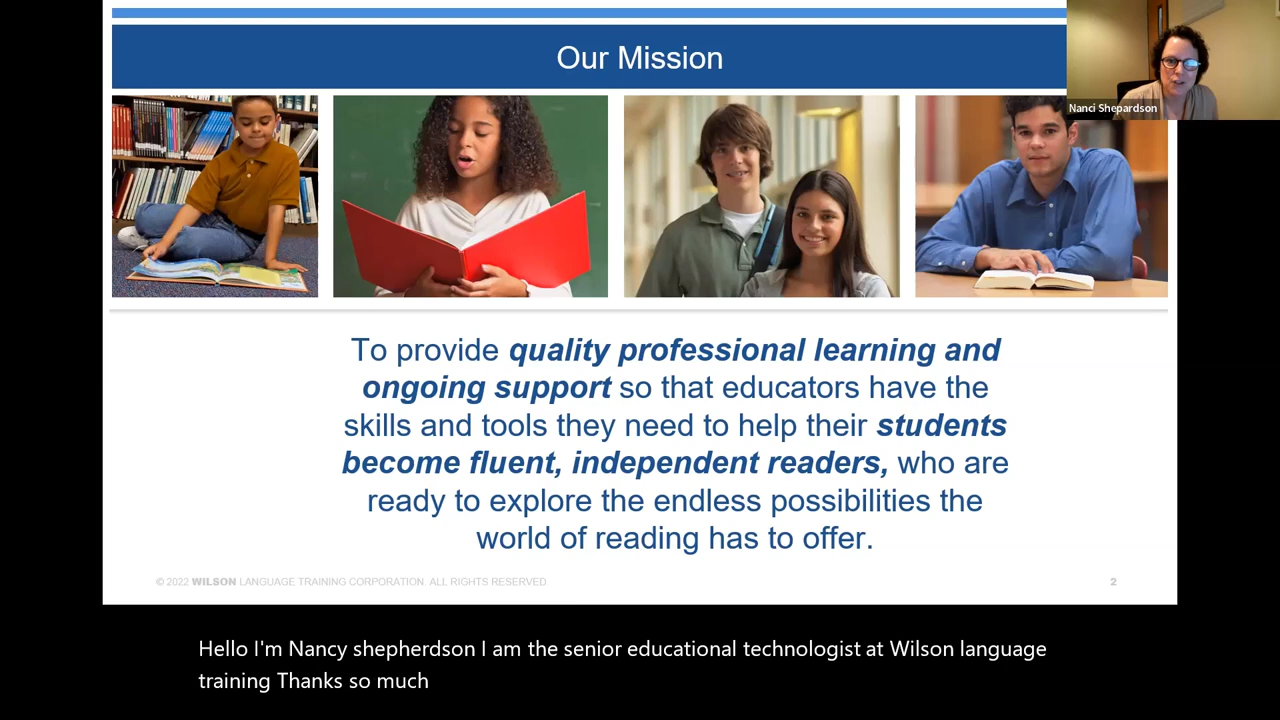 Our Mission
Nanci Shepardson
To provide quality professional learning and
ongoing support so that educators have the
skills and tools they need to help their students
become fluent, independent readers, who are
ready to explore the endless possibilities the
world of reading has to offer.
© 2022 WILSON LANGUAGE TRAINING CORPORATION. ALL RIGHTS RESERVED
2
Hello I'm Nancy shepherdson I am the senior educational technologist at Wilson language
training Thanks so much